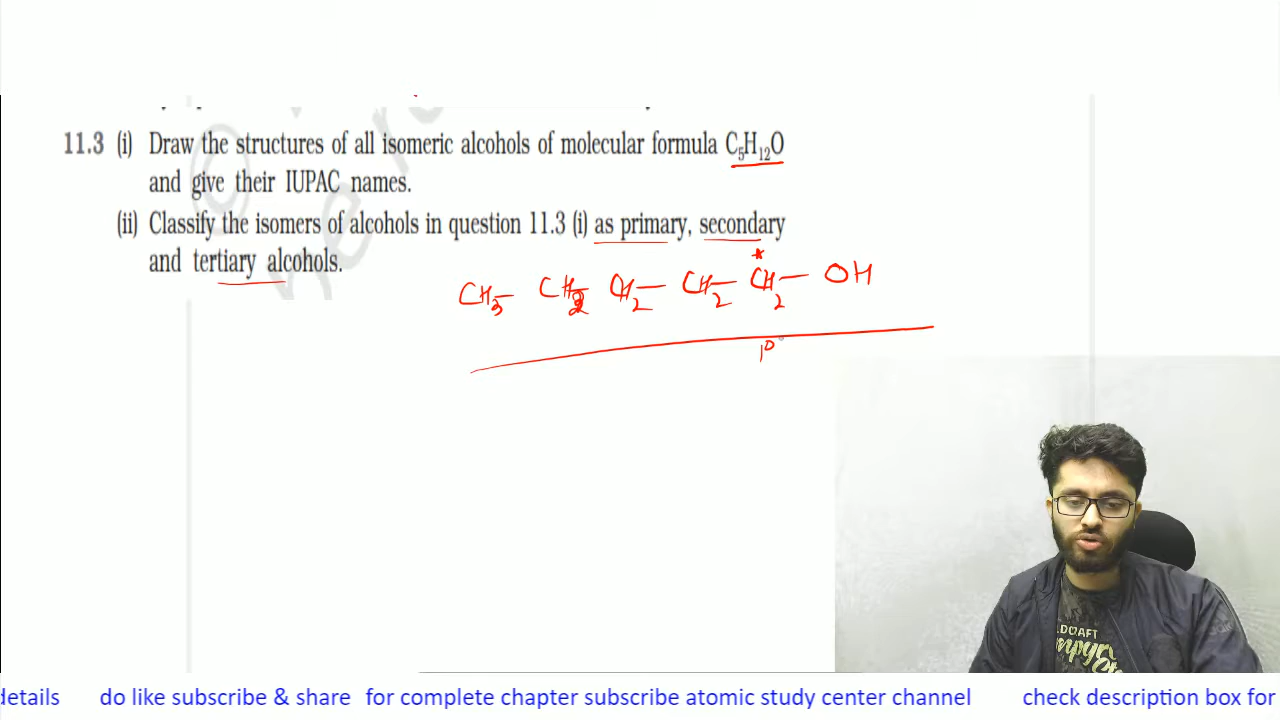 11.3 (i) Draw the structures of all isomeric alcohols of molecular formula C₅H₁₂O
and give their IUPAC names.
(ii) Classify the isomers of alcohols in question 11.3 (i) as primary, secondary
and tertiary alcohols.
*
CH₃— CH₂— CH₂— CH₂— CH₂— OH
1°
DCRAFT
details do like subscribe & share for complete chapter subscribe atomic study center channel check description box for